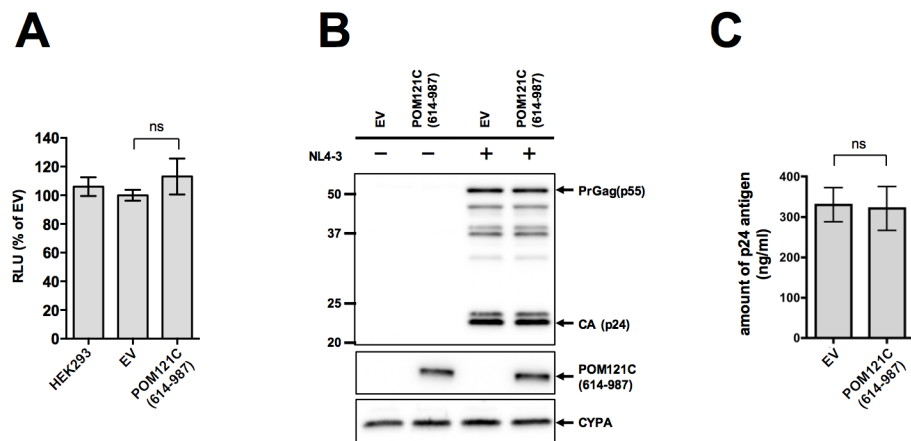 A
RLU (% of EV)
140
120
100
80
60
40
20
0
ns
HEK293
EV
POM121C
(614-987)
B
EV
POM121C
(614-987)
EV
POM121C
(614-987)
NL4-3
− − + +
50
37
25
20
PrGag(p55)
CA (p24)
POM121C
(614-987)
CYPA
C
amount of p24 antigen
(ng/ml)
400
300
200
100
0
ns
EV
POM121C
(614-987)